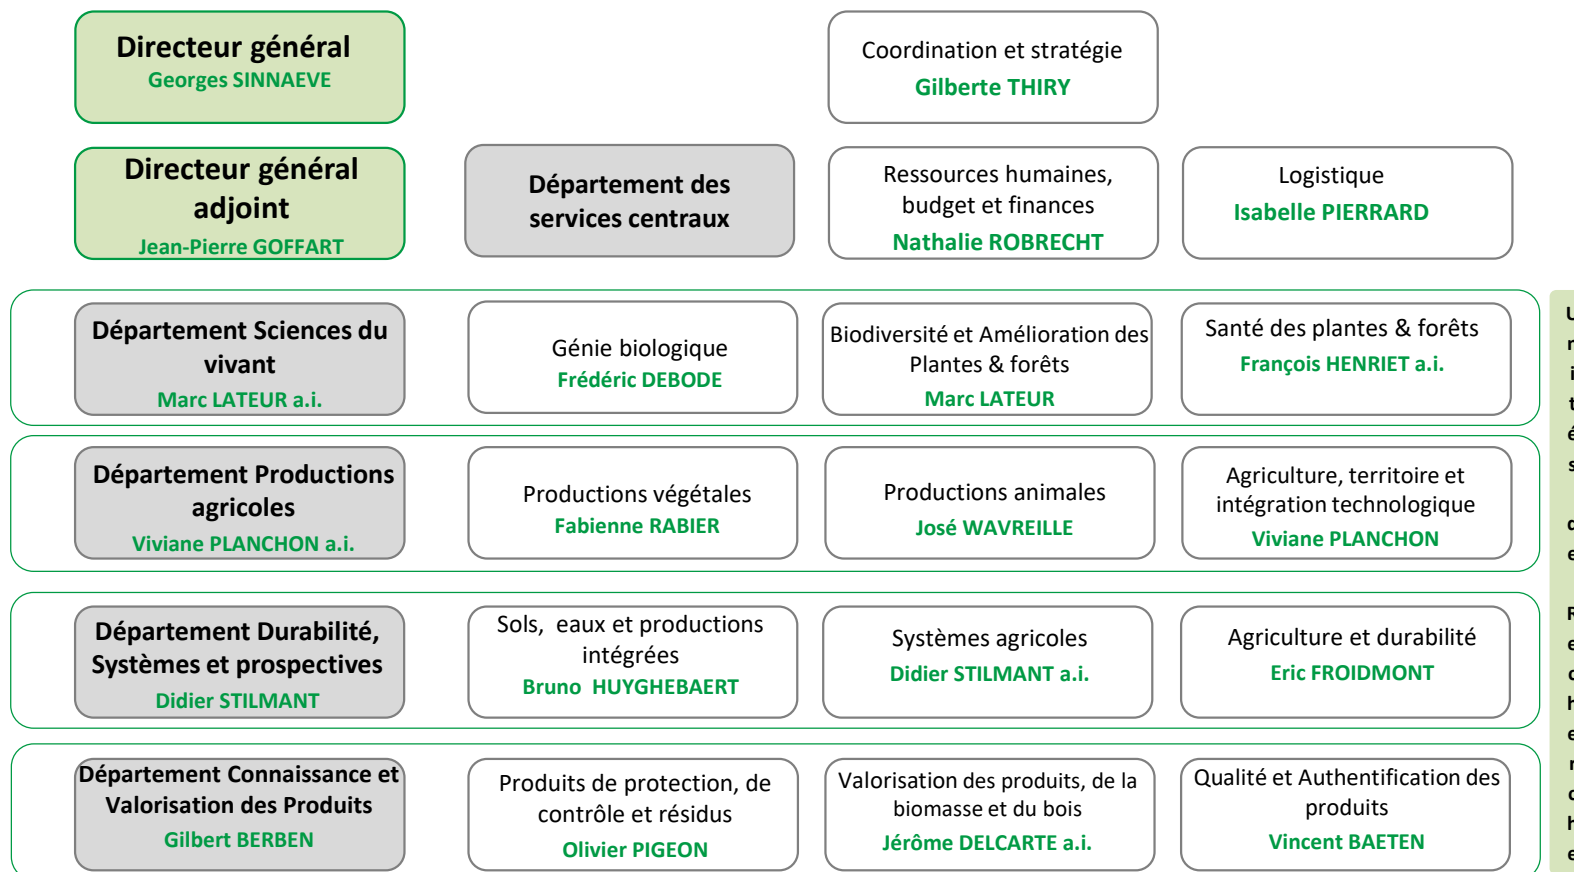 Directeur général
Georges SINNAEVE
Coordination et stratégie
Gilberte THIRY
Directeur général
adjoint
Jean-Pierre GOFFART
Département des
services centraux
Ressources humaines,
budget et finances
Nathalie ROBRECHT
Logistique
Isabelle PIERRARD
Département Sciences du
vivant
Marc LATEUR a.i.
Génie biologique
Frédéric DEBODE
Biodiversité et Amélioration des
Plantes & forêts
Marc LATEUR
Santé des plantes & forêts
François HENRIET a.i.
Département Productions
agricoles
Viviane PLANCHON a.i.
Productions végétales
Fabienne RABIER
Productions animales
José WAVREILLE
Agriculture, territoire et
intégration technologique
Viviane PLANCHON
Département Durabilité,
Systèmes et prospectives
Didier STILMANT
Sols, eaux et productions
intégrées
Bruno HUYGHEBAERT
Systèmes agricoles
Didier STILMANT a.i.
Agriculture et durabilité
Eric FROIDMONT
Département Connaissance et
Valorisation des Produits
Gilbert BERBEN
Produits de protection, de
contrôle et résidus
Olivier PIGEON
Valorisation des produits, de la
biomasse et du bois
Jérôme DELCARTE a.i.
Qualité et Authentification des
produits
Vincent BAETEN
Unités
de
Recherche